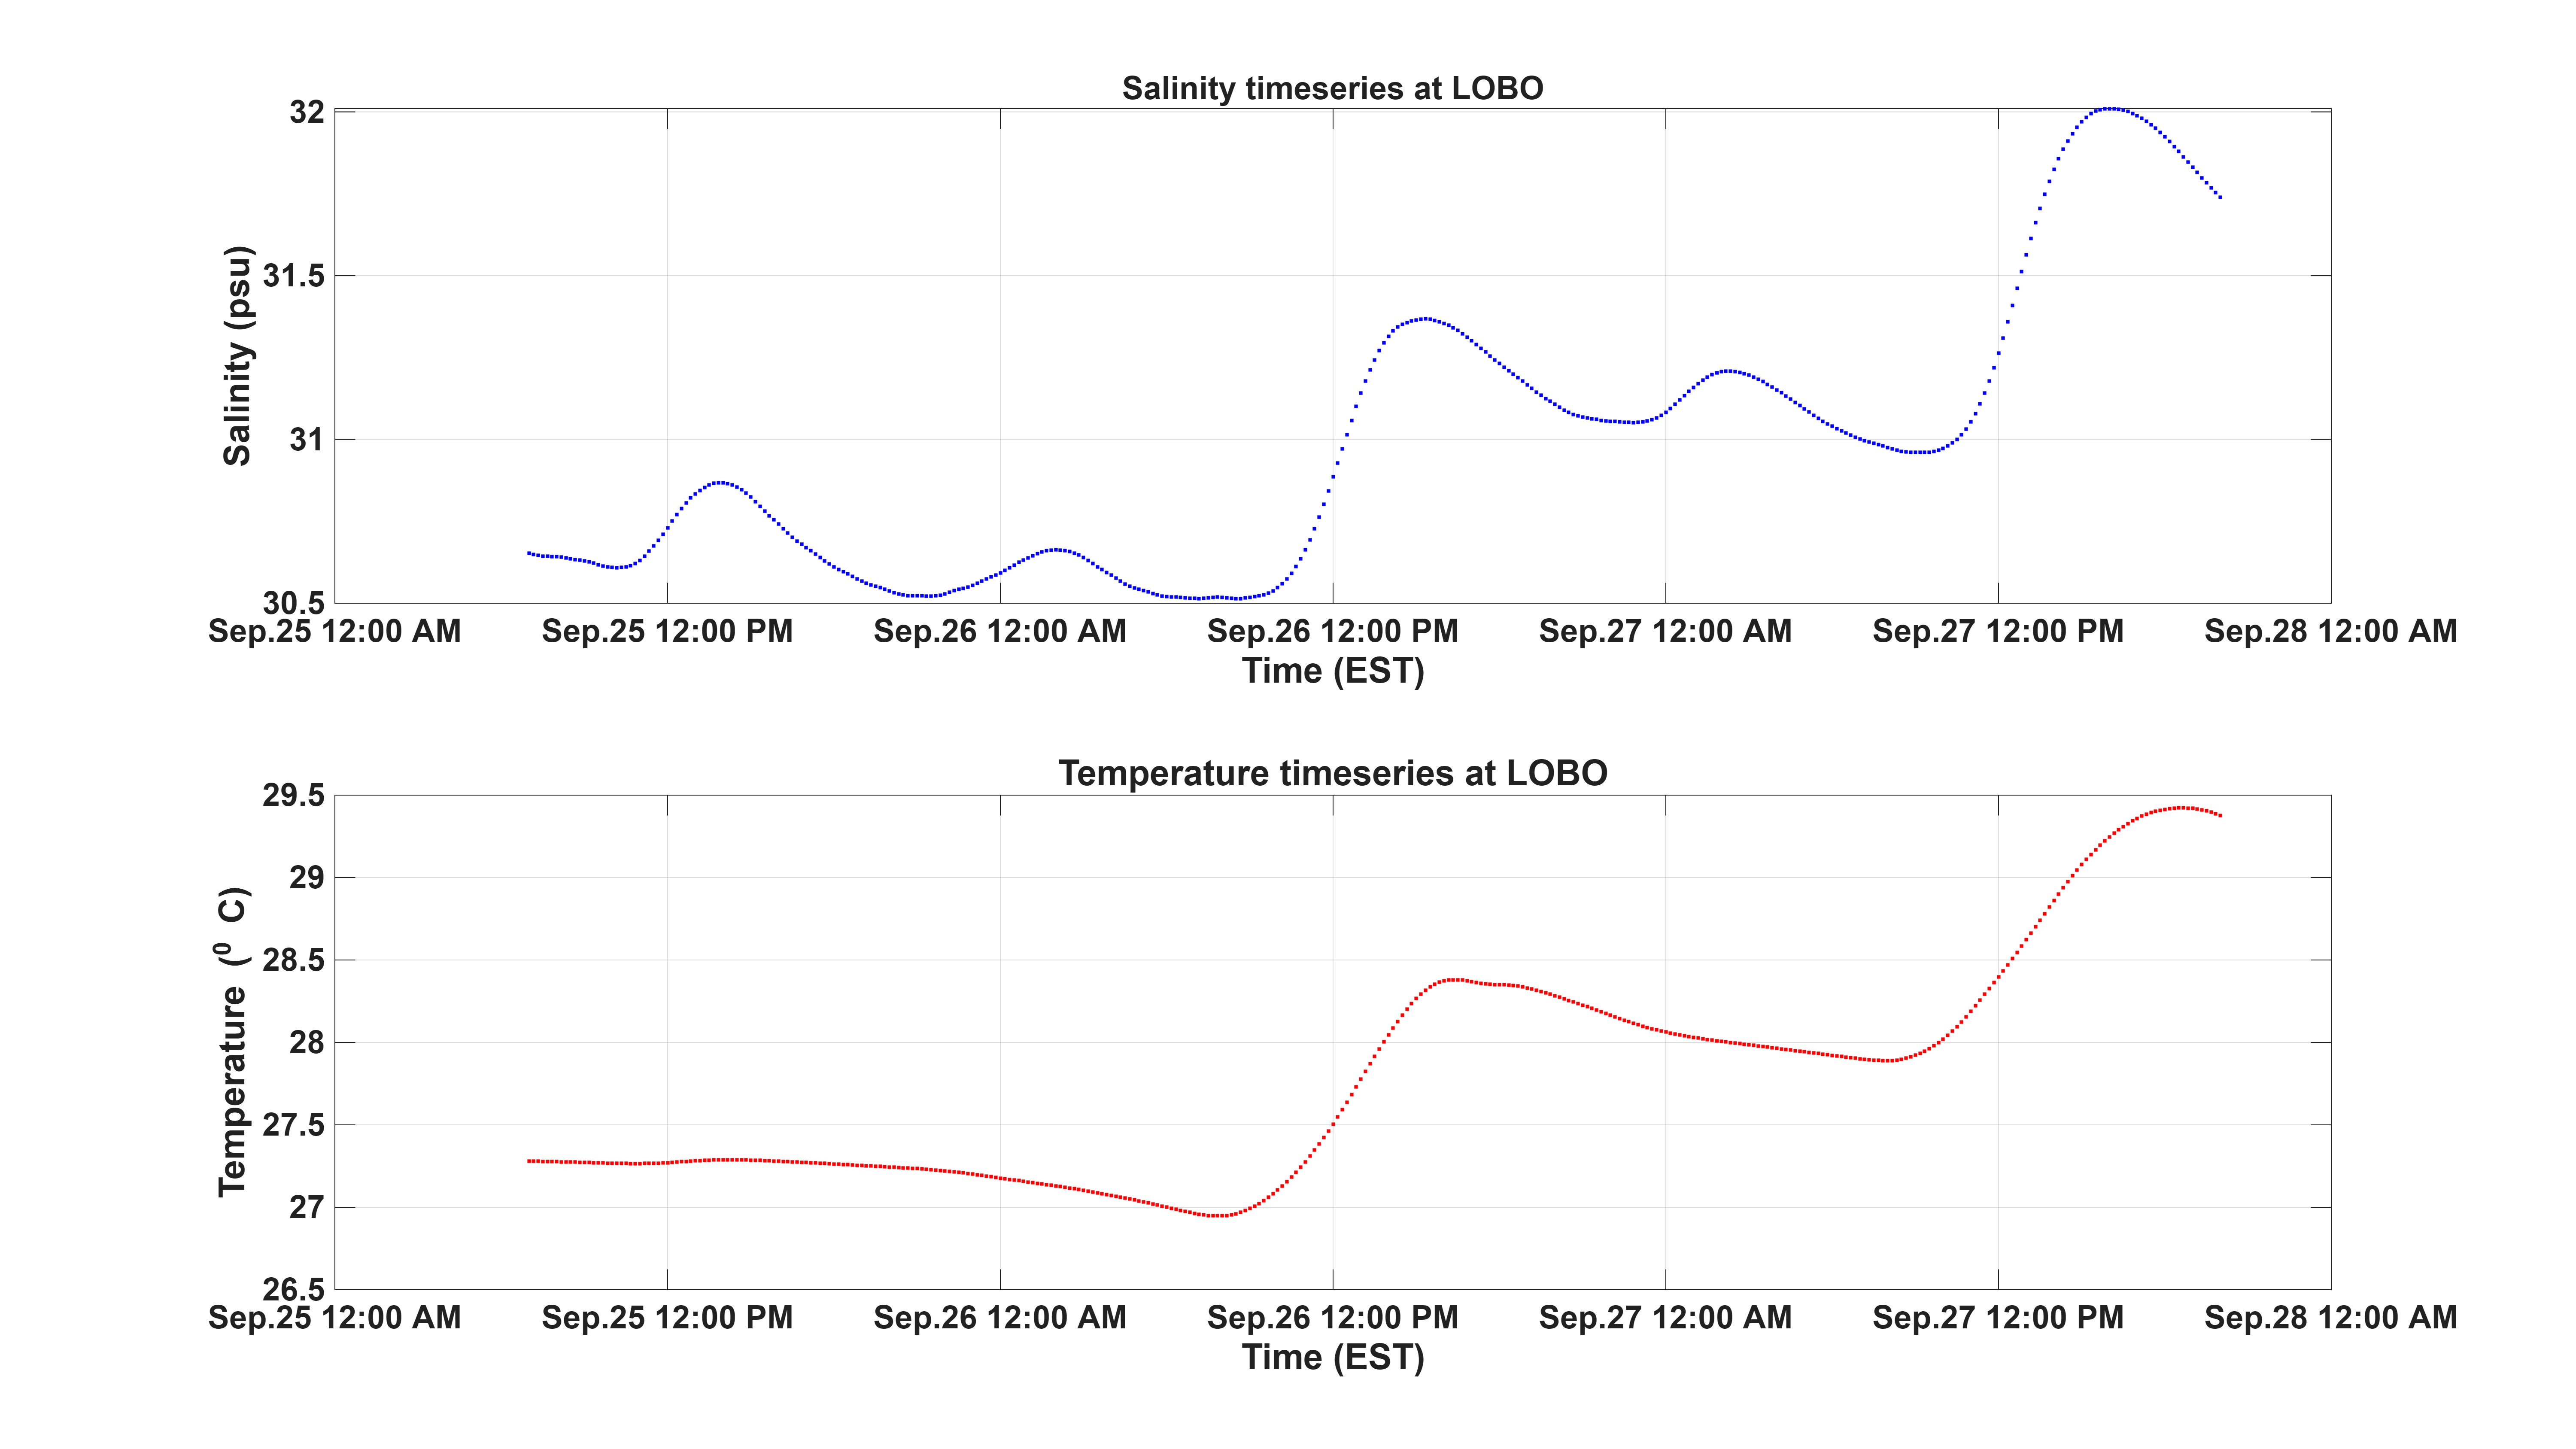 Salinity timeseries at LOBO
32
31.5
31
30.5
Salinity (psu)
Sep.25 12:00 AM Sep.25 12:00 PM Sep.26 12:00 AM Sep.26 12:00 PM Sep.27 12:00 AM Sep.27 12:00 PM Sep.28 12:00 AM
Time (EST)
Temperature timeseries at LOBO
29.5
29
28.5
28
27.5
27
26.5
Temperature (⁰ C)
Sep.25 12:00 AM Sep.25 12:00 PM Sep.26 12:00 AM Sep.26 12:00 PM Sep.27 12:00 AM Sep.27 12:00 PM Sep.28 12:00 AM
Time (EST)